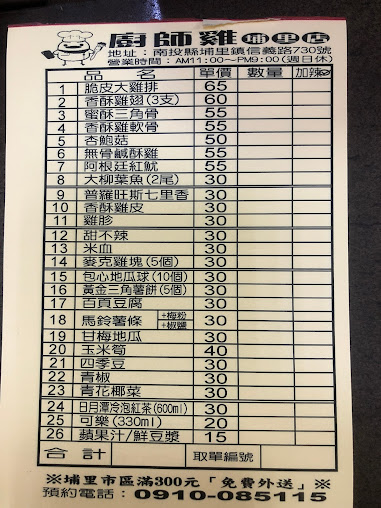 廚師雞 埔里店
地址：南投縣埔里鎮信義路730號
營業時間：AM11:00～PM9:00(週日休)
品名 單價 數量 加辣
1 脆皮大雞排 65
2 香酥雞翅(3支) 60
3 蜜酥三角骨 55
4 香酥雞軟骨 55
5 杏鮑菇 50
6 無骨鹹酥雞 55
7 阿根廷魷 55
8 大柳葉魚(2尾) 30
9 普羅旺斯七里香 30
10 香酥雞皮 30
11 雞胗 30
12 甜不辣 30
13 米血 30
14 麥克雞塊(5個) 30
15 包心地瓜球(10個) 30
16 黃金三角薯餅(5個) 30
17 百頁豆腐 30
18 馬鈴薯條 +梅粉 +椒鹽 30
19 甘梅地瓜 30
20 玉米筍 40
21 四季豆 30
22 青椒 30
23 青花椰菜 30
24 日月潭冷泡紅茶(600ml) 30
25 可樂(330ml) 20
26 蘋果汁/鮮豆漿 15
合計 取單編號
※埔里市區滿300元「免費外送」※
預約電話：0910-085115